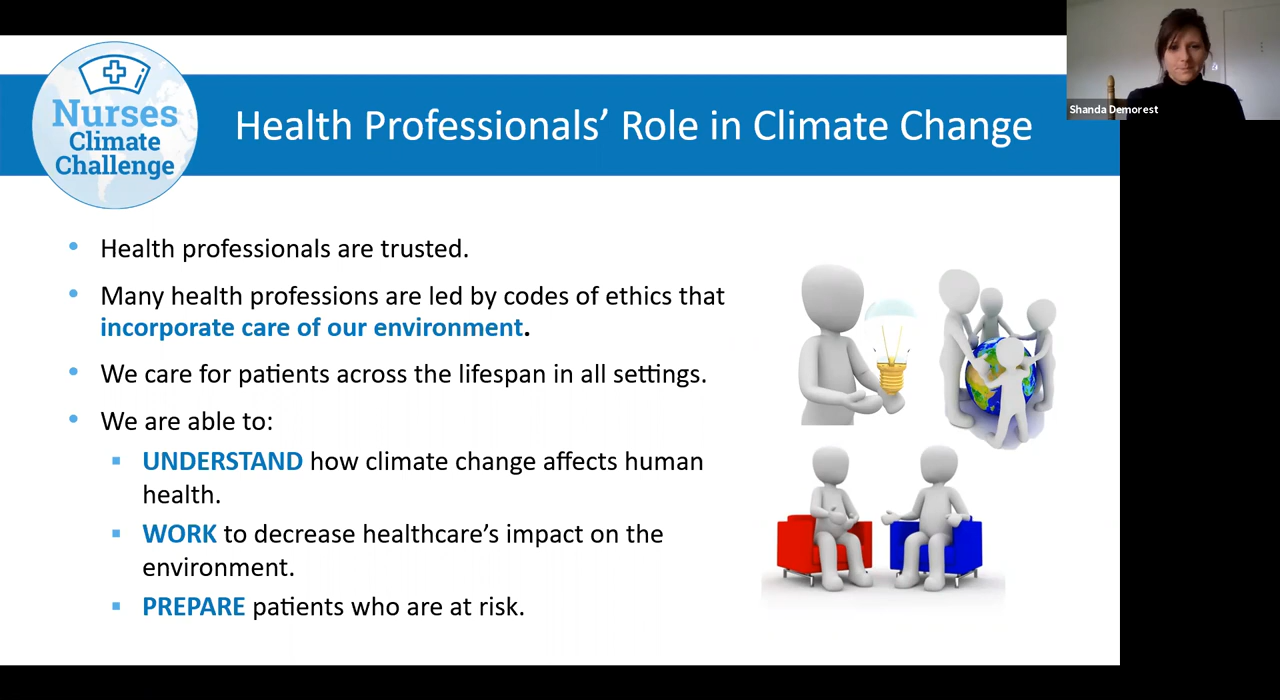 Nurses
Climate
Challenge
Health Professionals’ Role in Climate Change
Shanda Demorest
• Health professionals are trusted.
• Many health professions are led by codes of ethics that
incorporate care of our environment.
• We care for patients across the lifespan in all settings.
• We are able to:
▪ UNDERSTAND how climate change affects human
health.
▪ WORK to decrease healthcare’s impact on the
environment.
▪ PREPARE patients who are at risk.